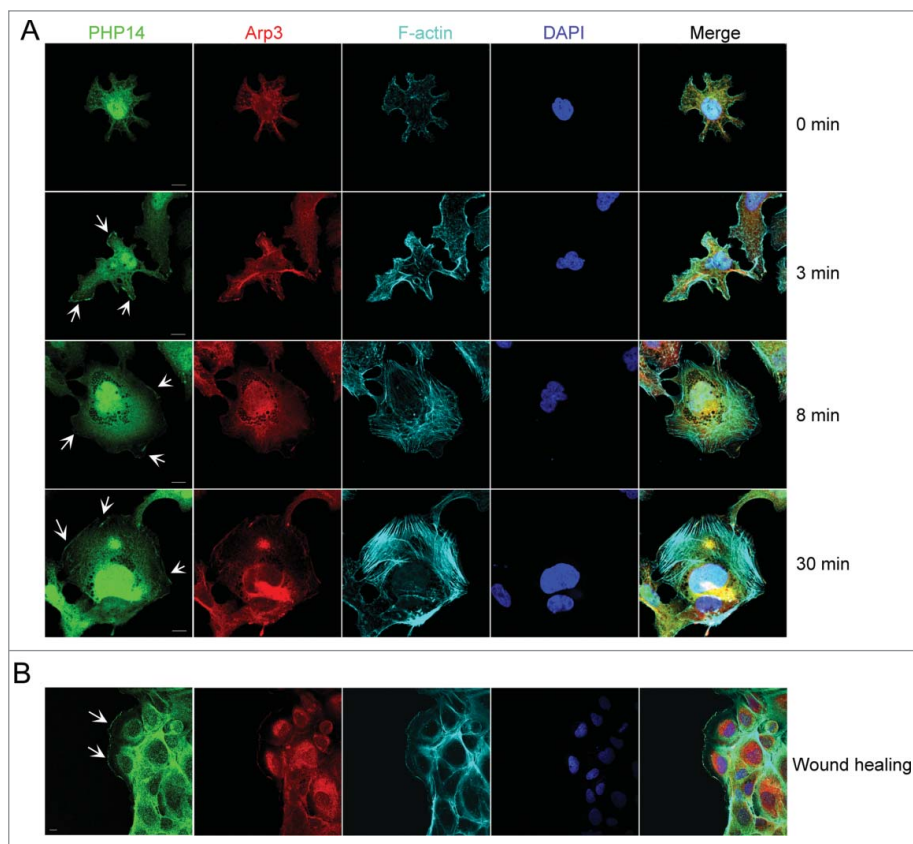 A
PHP14 Arp3 F-actin DAPI Merge
0 min
3 min
8 min
30 min
B
Wound healing